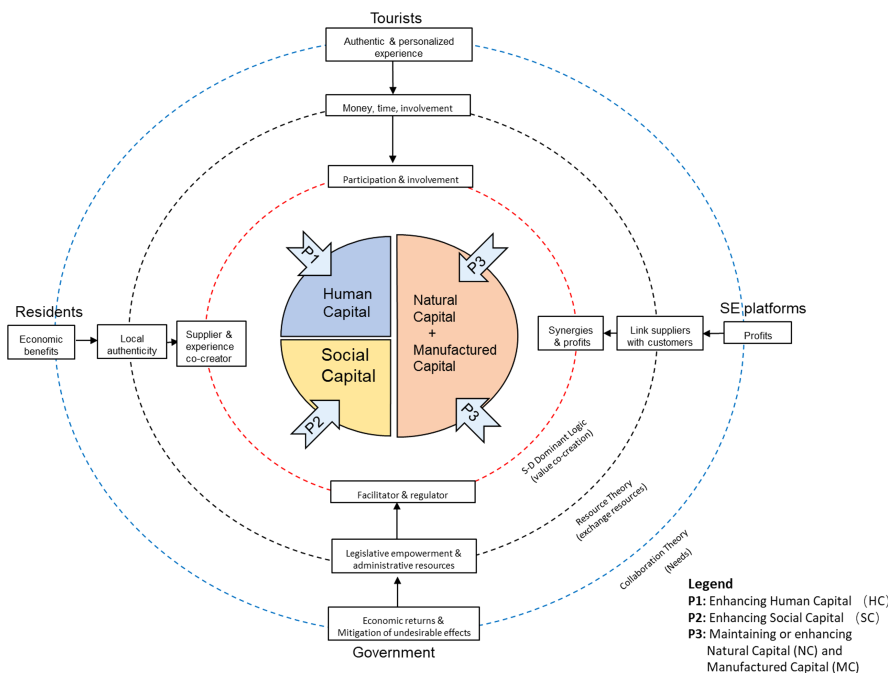 Tourists
Authentic & personalized
experience
Money, time, involvement
Participation & involvement
P1
P3
Human
Capital
Natural
Capital
+
Manufactured
Capital
Social
Capital
P2
P3
Residents
Economic
benefits
Local
authenticity
Supplier &
experience
co-creator
SE platforms
Synergies
& profits
Link suppliers
with customers
Profits
S-D Dominant Logic
(value co-creation)
Resource Theory
(exchange resources)
Collaboration Theory
(Needs)
Facilitator & regulator
Legislative empowerment &
administrative resources
Economic returns &
Mitigation of undesirable effects
Government
Legend
P1: Enhancing Human Capital （HC）
P2: Enhancing Social Capital （SC）
P3: Maintaining or enhancing
Natural Capital (NC) and
Manufactured Capital (MC)